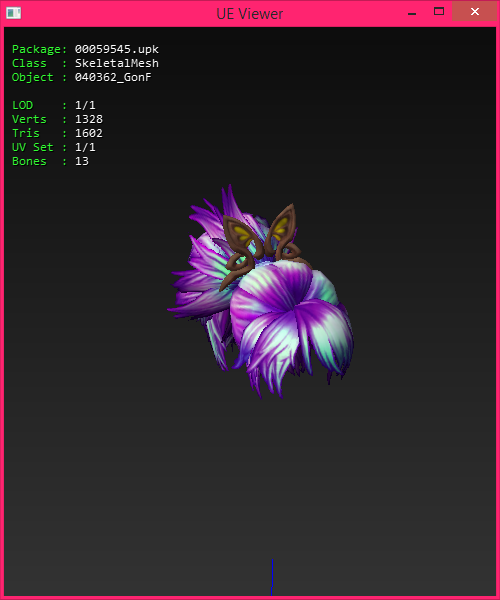 UE Viewer
Package: 00059545.upk
Class  : SkeletalMesh
Object : 040362_GonF
LOD    : 1/1
Verts  : 1328
Tris   : 1602
UV Set : 1/1
Bones  : 13